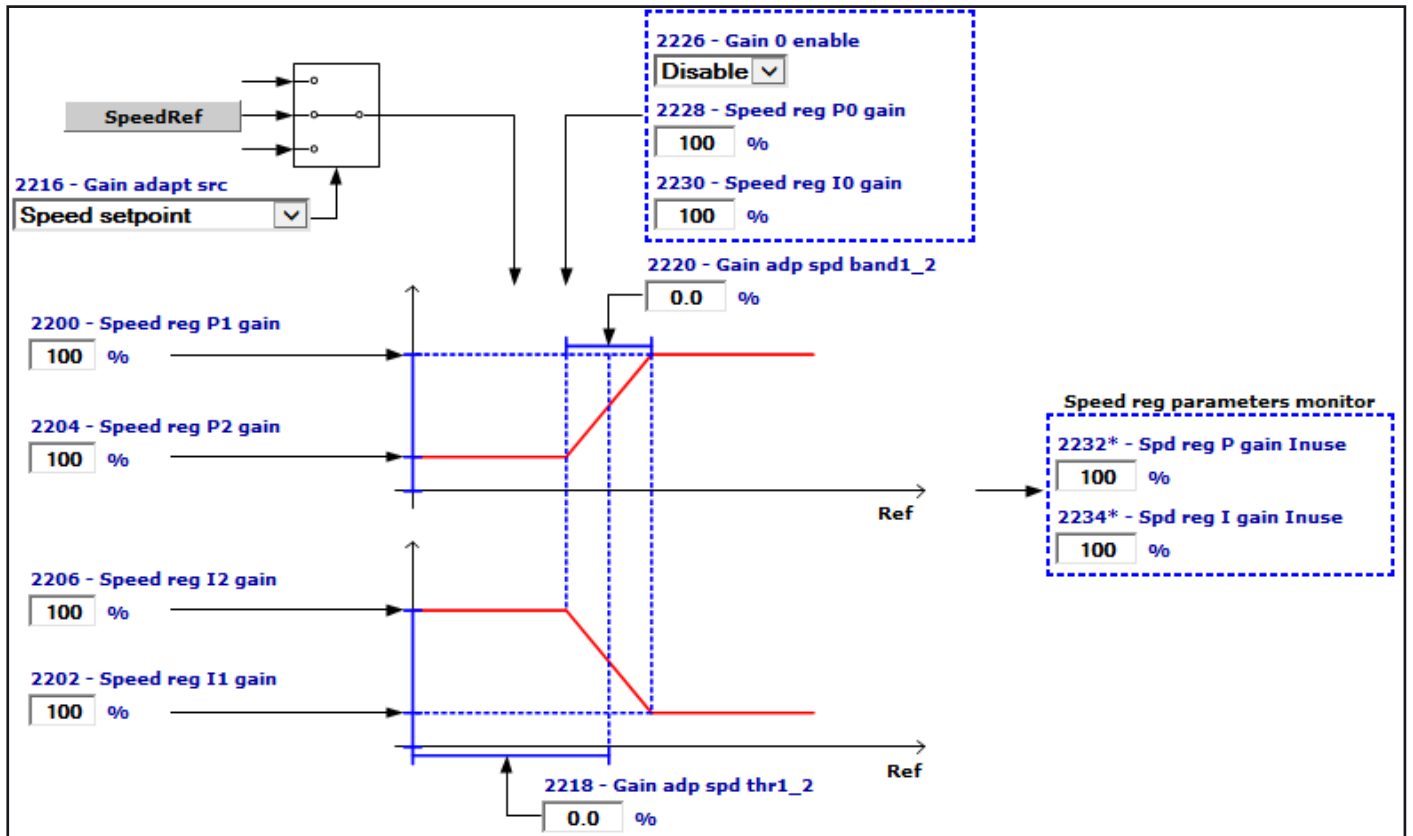 2226 - Gain 0 enable
Disable
2228 - Speed reg P0 gain
100 %
2230 - Speed reg I0 gain
100 %
SpeedRef
2216 - Gain adapt src
Speed setpoint
2220 - Gain adp spd band1_2
0.0 %
2200 - Speed reg P1 gain
100 %
2204 - Speed reg P2 gain
100 %
Ref
Speed reg parameters monitor
2232* - Spd reg P gain Inuse
100 %
2234* - Spd reg I gain Inuse
100 %
2206 - Speed reg I2 gain
100 %
2202 - Speed reg I1 gain
100 %
Ref
2218 - Gain adp spd thr1_2
0.0 %